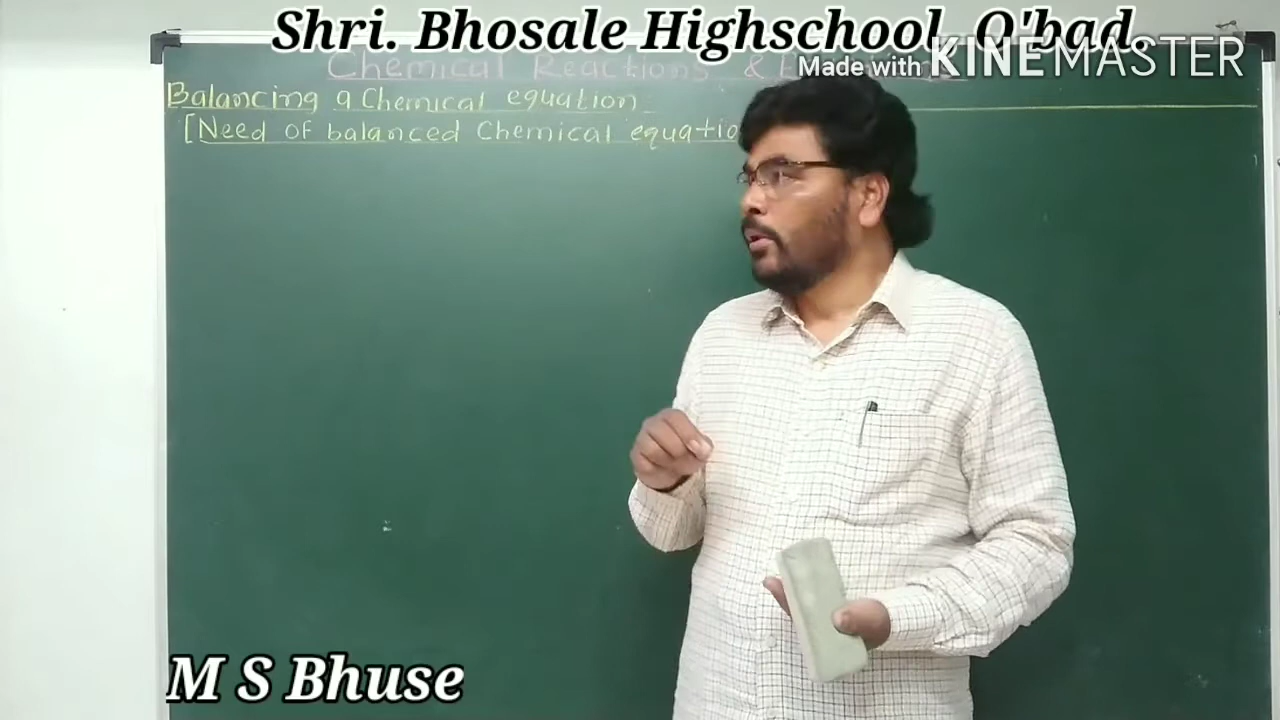 Shri. Bhosale Highschool, O'bad.
Made with KINEMASTER
Chemical Reactions &
Balancing a Chemical equation
[Need of balanced Chemical equatio
M S Bhuse